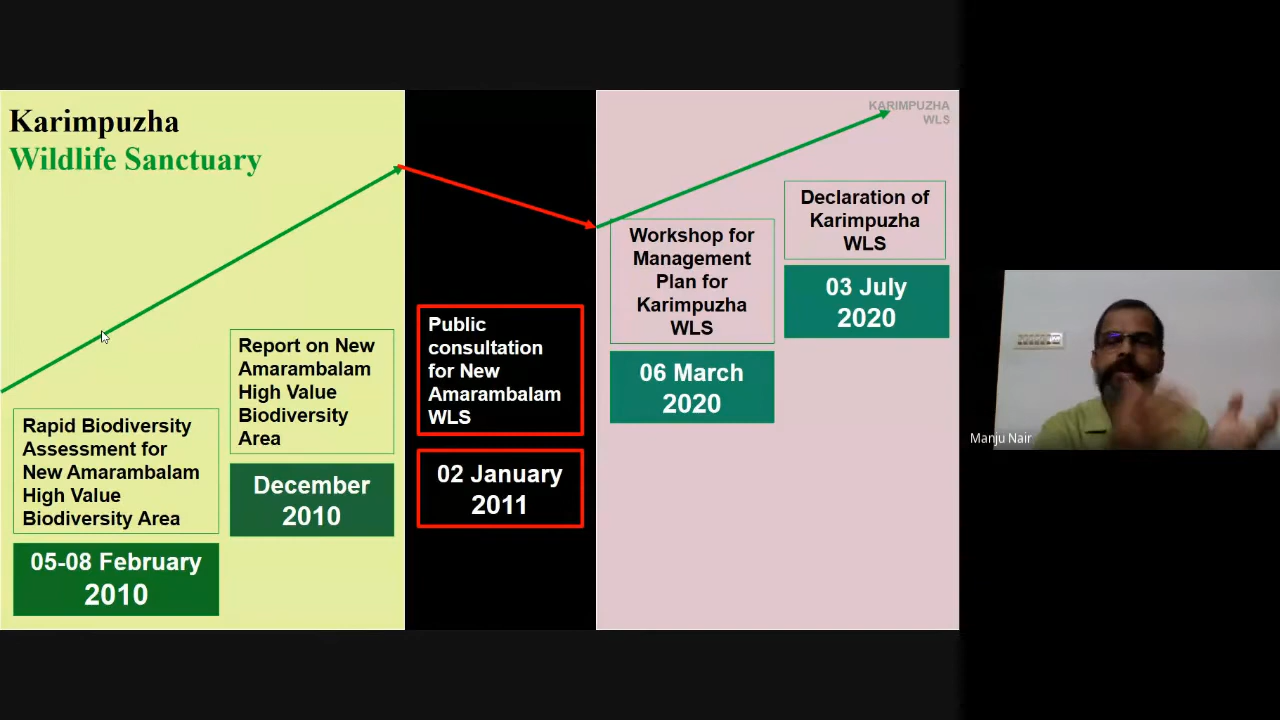 Karimpuzha
Wildlife Sanctuary
Rapid Biodiversity
Assessment for
New Amarambalam
High Value
Biodiversity Area
05-08 February
2010
Report on New
Amarambalam
High Value
Biodiversity
Area
December
2010
Public
consultation
for New
Amarambalam
WLS
02 January
2011
Workshop for
Management
Plan for
Karimpuzha
WLS
06 March
2020
KARIMPUZHA
WLS
Declaration of
Karimpuzha
WLS
03 July
2020
Manju Nair